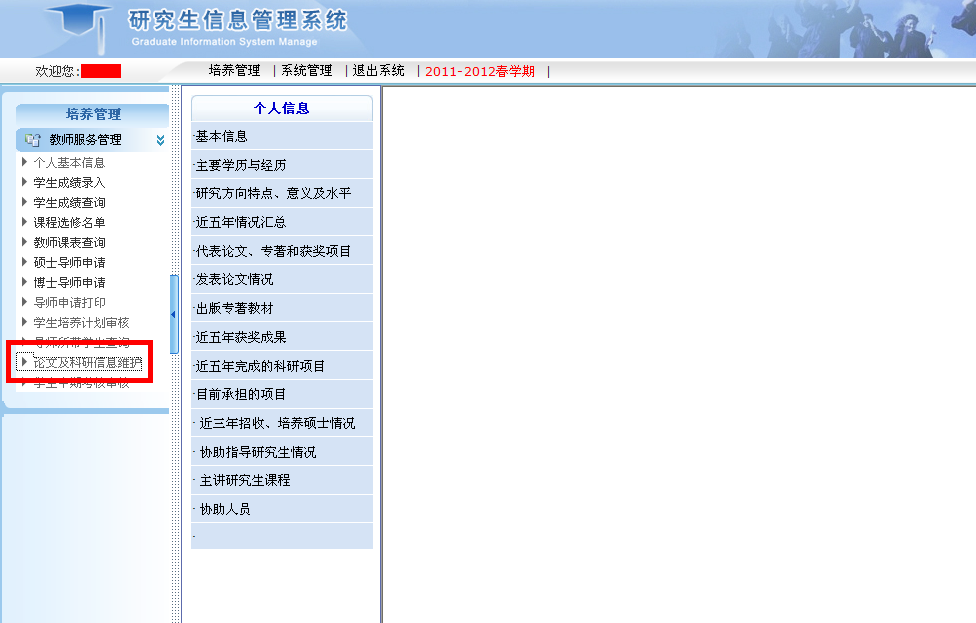 研究生信息管理系统
Graduate Information System Manage
欢迎您:
培养管理 | 系统管理 | 退出系统 | 2011-2012春学期 |
培养管理
教师服务管理
个人基本信息
学生成绩录入
学生成绩查询
课程选修名单
教师课表查询
硕士导师申请
博士导师申请
导师申请打印
学生培养计划审核
导师所带学生查询
论文及科研信息维护
学生中期考核审核
个人信息
·基本信息
·主要学历与经历
·研究方向特点、意义及水平
·近五年情况汇总
·代表论文、专著和获奖项目
·发表论文情况
·出版专著教材
·近五年获奖成果
·近五年完成的科研项目
·目前承担的项目
· 近三年招收、培养硕士情况
· 协助指导研究生情况
· 主讲研究生课程
· 协助人员
·